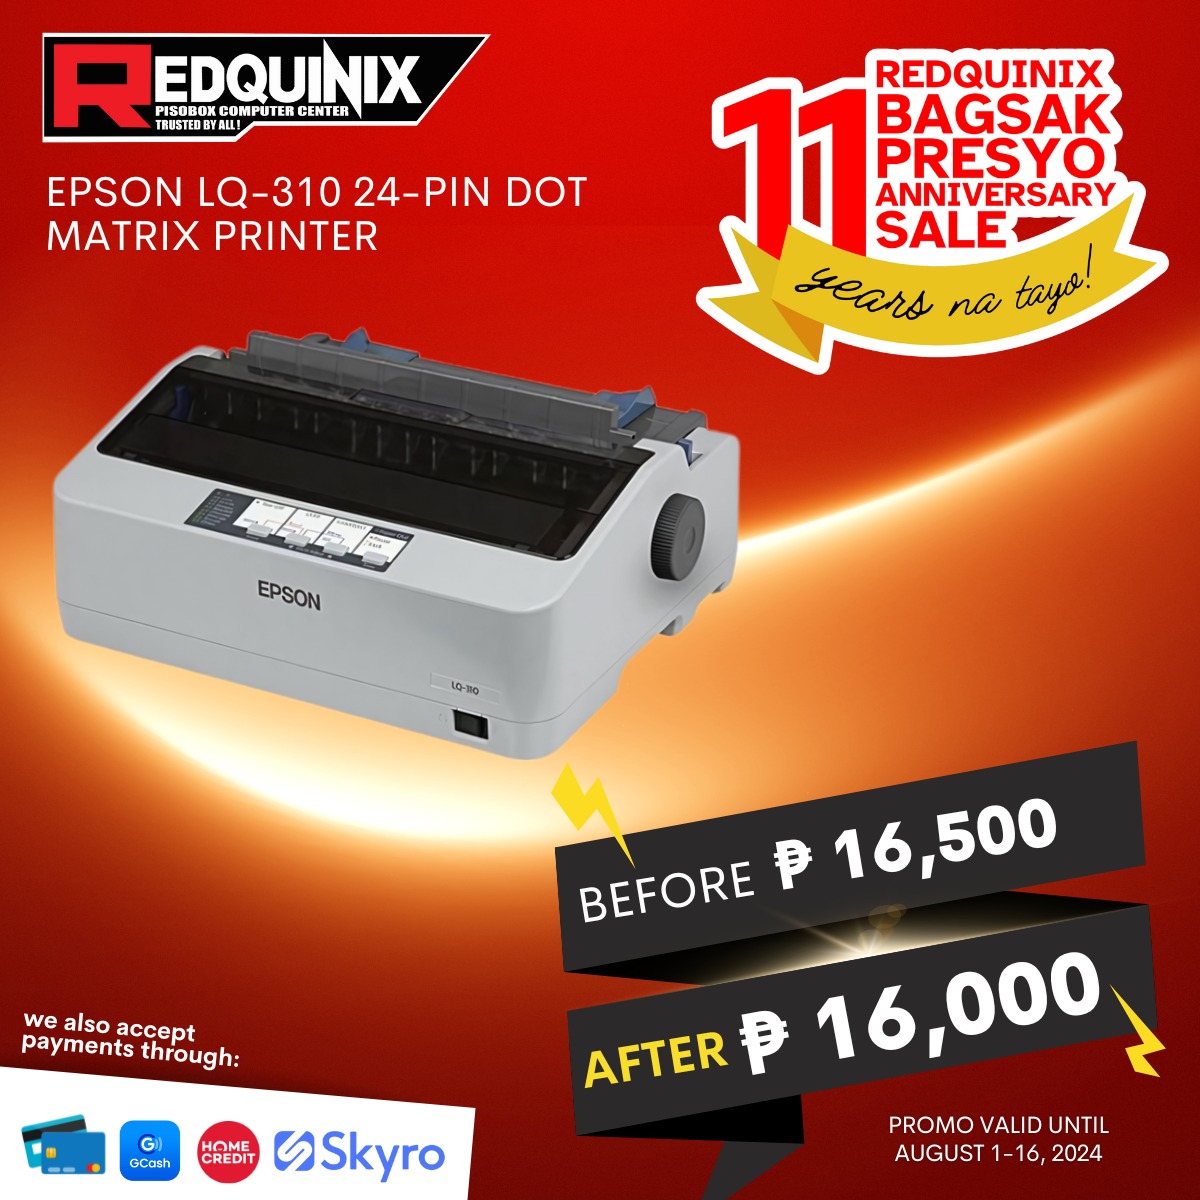 REDQUINIX
PISOBOX COMPUTER CENTER
TRUSTED BY ALL!
EPSON LQ-310 24-PIN DOT
MATRIX PRINTER
11
REDQUINIX
BAGSAK
PRESYO
ANNIVERSARY
SALE
years na tayo!
EPSON
LQ-310
BEFORE ₱ 16,500
AFTER ₱ 16,000
we also accept
payments through:
G
GCash
HOME
CREDIT
Skyro
PROMO VALID UNTIL
AUGUST 1-16, 2024